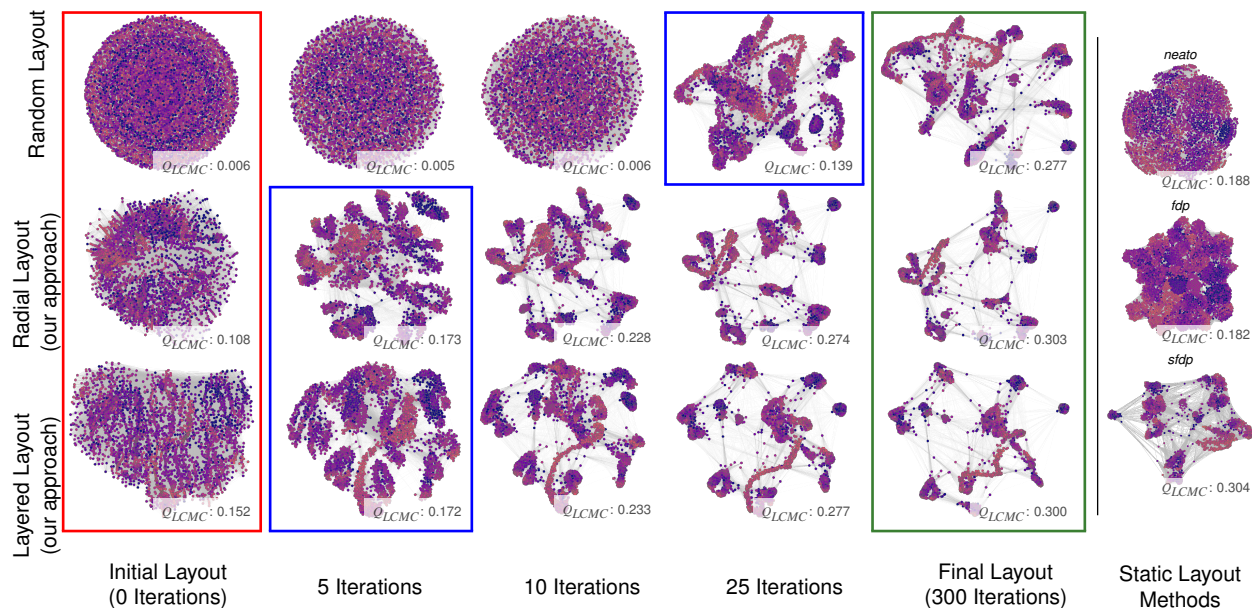 Random Layout
Q_LCMC: 0.006
Q_LCMC: 0.005
Q_LCMC: 0.006
Q_LCMC: 0.139
Q_LCMC: 0.277
neato
Q_LCMC: 0.188
Radial Layout
(our approach)
Q_LCMC: 0.108
Q_LCMC: 0.173
Q_LCMC: 0.228
Q_LCMC: 0.274
Q_LCMC: 0.303
fdp
Q_LCMC: 0.182
Layered Layout
(our approach)
Q_LCMC: 0.152
Q_LCMC: 0.172
Q_LCMC: 0.233
Q_LCMC: 0.277
Q_LCMC: 0.300
sfdp
Q_LCMC: 0.304
Initial Layout
(0 Iterations)
5 Iterations
10 Iterations
25 Iterations
Final Layout
(300 Iterations)
Static Layout
Methods